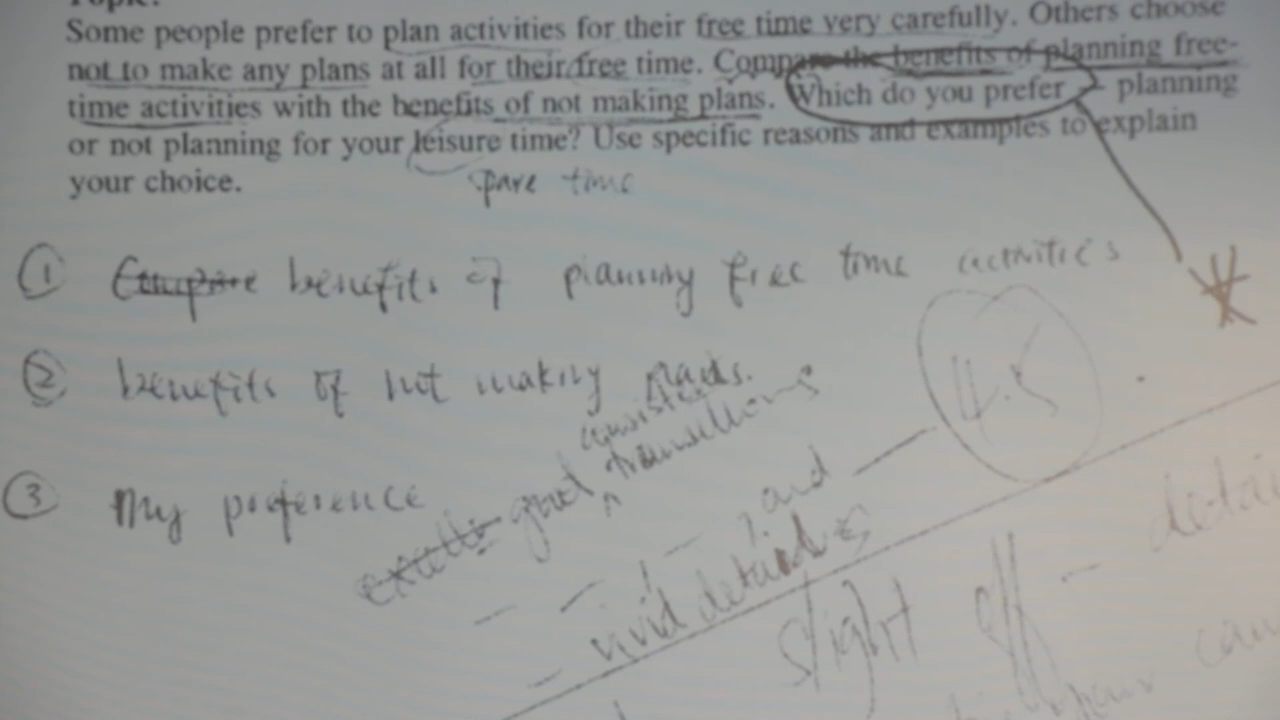 Topic:
Some people prefer to plan activities for their free time very carefully. Others choose
not to make any plans at all for their free time. Compare the benefits of planning free-
time activities with the benefits of not making plans. Which do you prefer – planning
or not planning for your leisure time? Use specific reasons and examples to explain
your choice.
spare time
① Compare benefits of planning free time activities
② benefits of not making plans.
③ My preference
good
and
4.5
vivid details
slight off